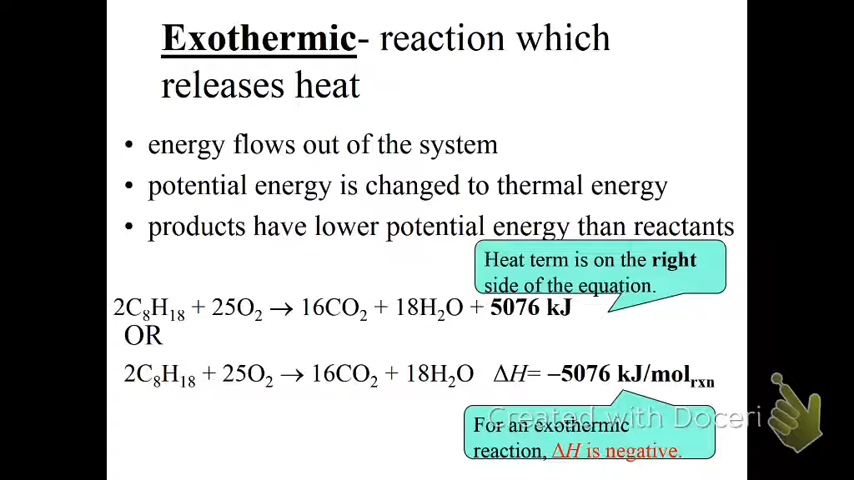 Exothermic- reaction which
releases heat
• energy flows out of the system
• potential energy is changed to thermal energy
• products have lower potential energy than reactants
Heat term is on the right
side of the equation.
2C₈H₁₈ + 25O₂ → 16CO₂ + 18H₂O + 5076 kJ
OR
2C₈H₁₈ + 25O₂ → 16CO₂ + 18H₂O ΔH= –5076 kJ/molrxn
Created with Doceri
For an exothermic
reaction, ΔH is negative.